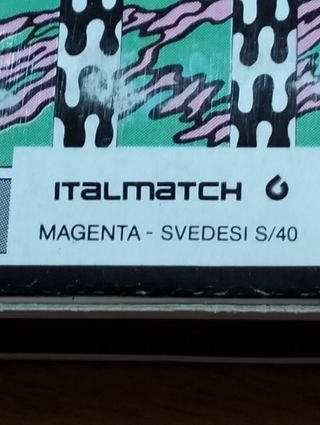 ITALMATCH
MAGENTA - SVEDESI S/40